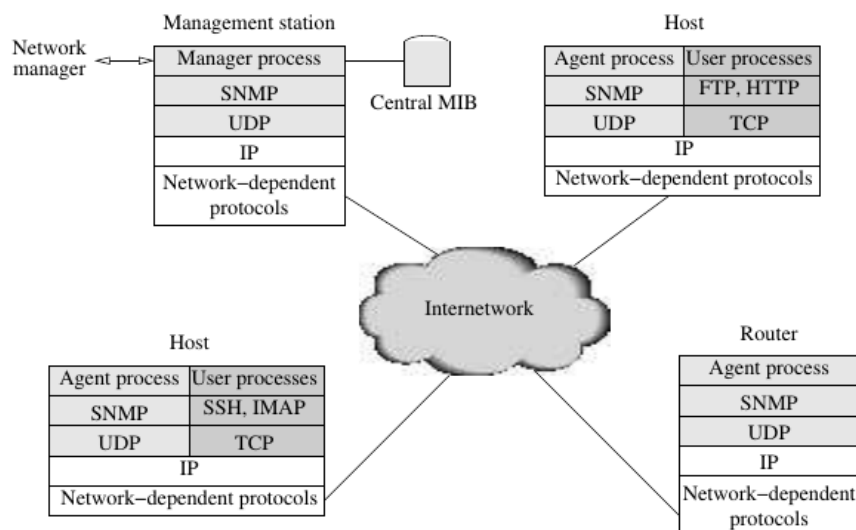 Management station
Network
manager
Manager process
SNMP
UDP
IP
Network−dependent
protocols
Central MIB
Host
Agent process User processes
SNMP FTP, HTTP
UDP TCP
IP
Network−dependent protocols
Internetwork
Host
Agent process User processes
SNMP SSH, IMAP
UDP TCP
IP
Network−dependent protocols
Router
Agent process
SNMP
UDP
IP
Network−dependent
protocols